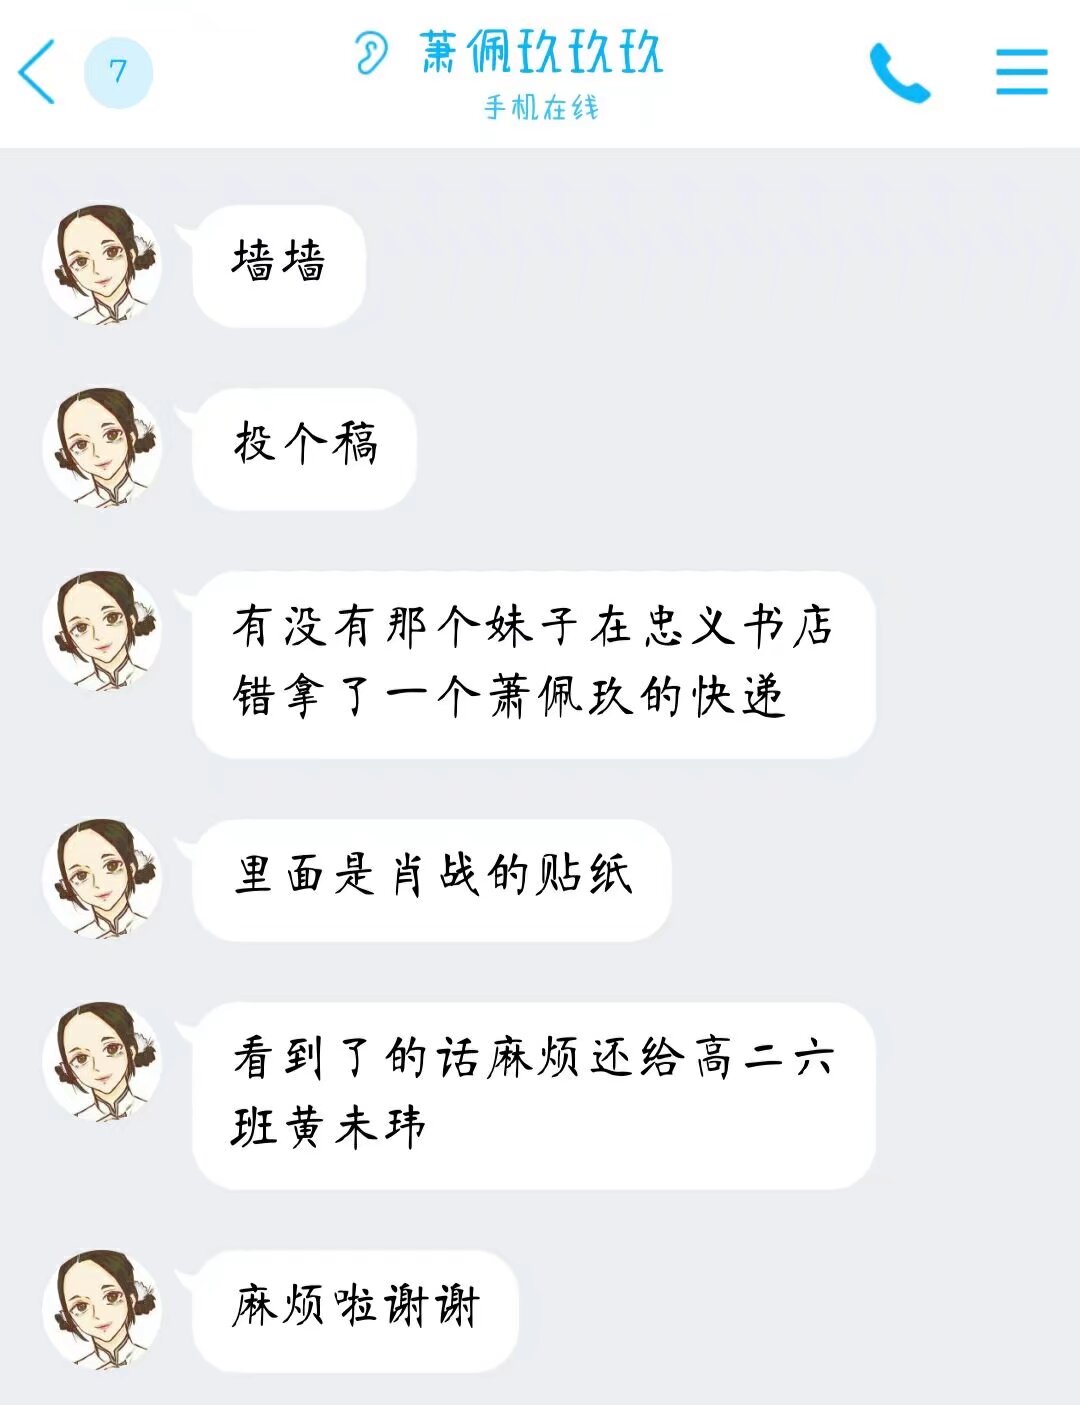 7
萧佩玖玖玖
手机在线
墙墙
投个稿
有没有那个妹子在忠义书店
错拿了一个萧佩玖的快递
里面是肖战的贴纸
看到了的话麻烦还给高二六
班黄未玮
麻烦啦谢谢